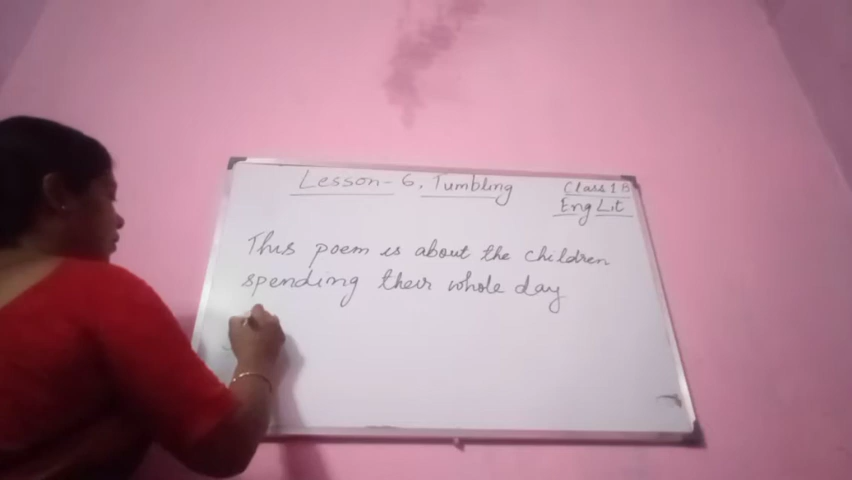 Lesson - 6, Tumbling
Class 1 B
Eng Lit
This poem is about the children
spending their whole day